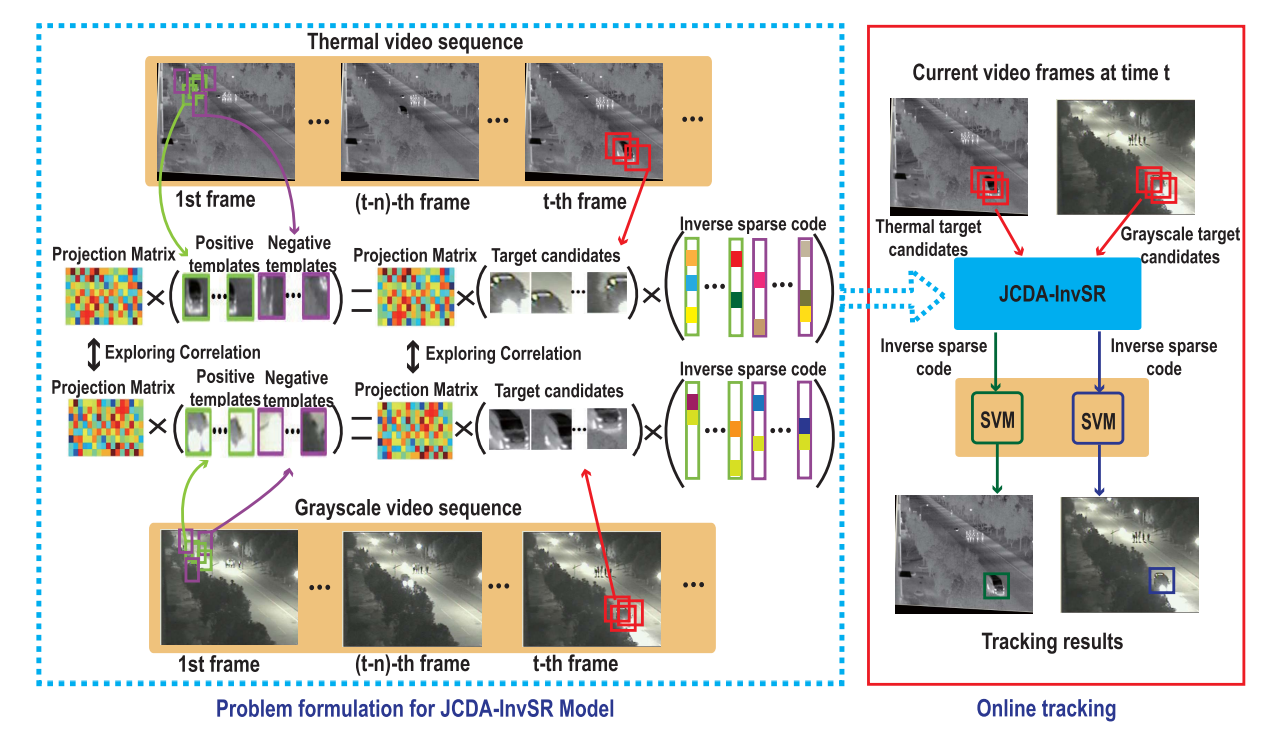 Thermal video sequence
1st frame
(t-n)-th frame
t-th frame
Projection Matrix
Positive
templates
Negative
templates
Projection Matrix
Target candidates
Inverse sparse code
Exploring Correlation
Exploring Correlation
Projection Matrix
Positive
templates
Negative
templates
Projection Matrix
Target candidates
Inverse sparse code
Grayscale video sequence
1st frame
(t-n)-th frame
t-th frame
Problem formulation for JCDA-InvSR Model
Current video frames at time t
Thermal target
candidates
Grayscale target
candidates
JCDA-InvSR
Inverse sparse
code
Inverse sparse
code
SVM
SVM
Tracking results
Online tracking